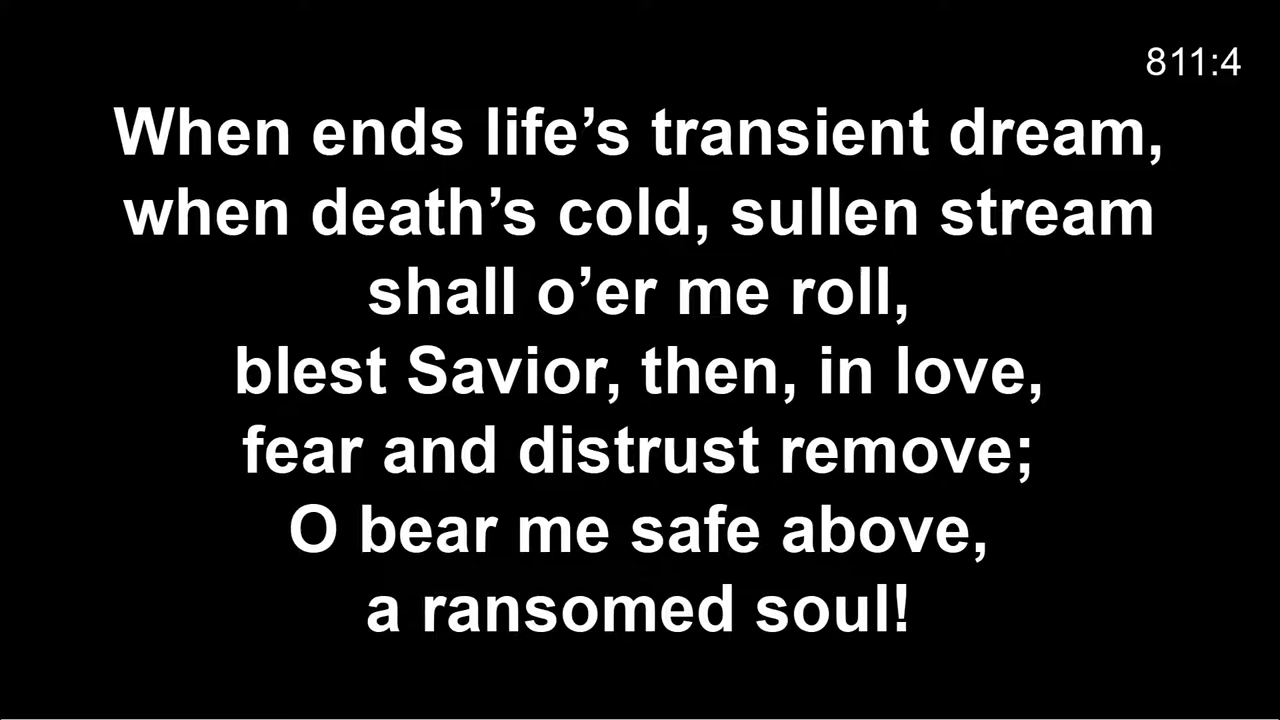 811:4
When ends life’s transient dream,
when death’s cold, sullen stream
shall o’er me roll,
blest Savior, then, in love,
fear and distrust remove;
O bear me safe above,
a ransomed soul!